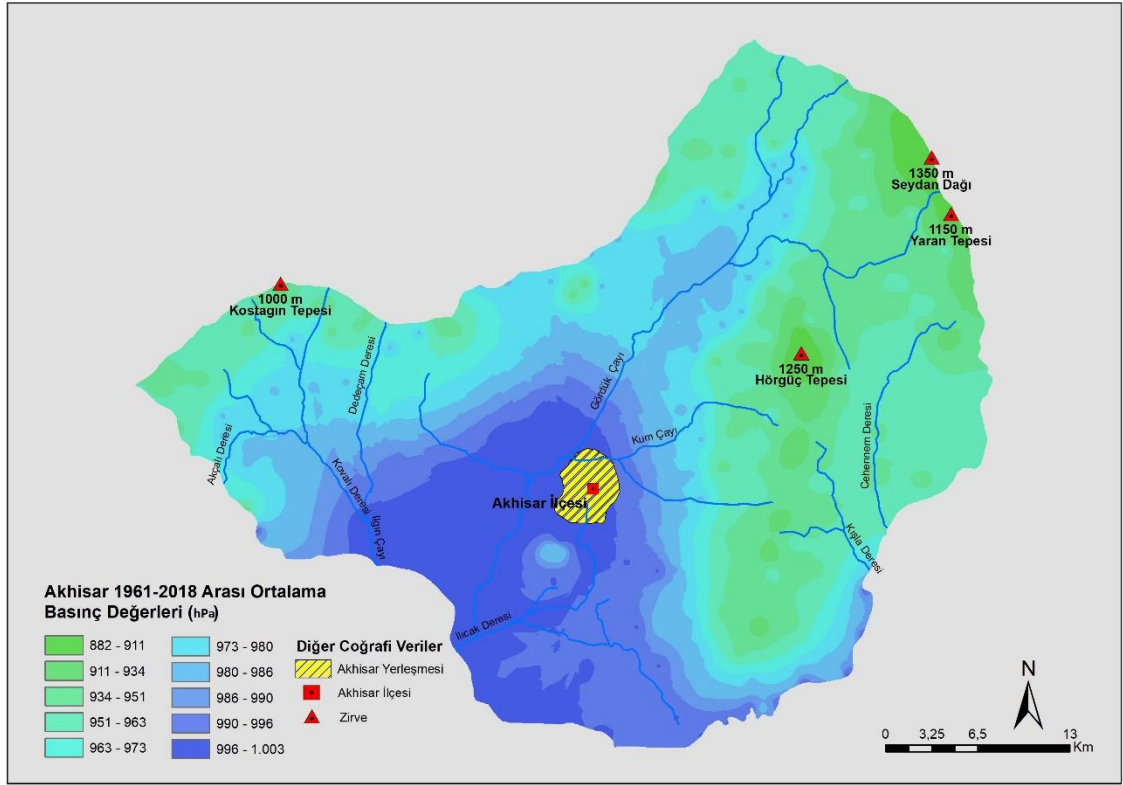 1350 m
Seydan Dağı
1150 m
Yaran Tepesi
1000 m
Kostagın Tepesi
1250 m
Hörgüç Tepesi
Dedeçam Deresi
Gördük Çayı
Kum Çayı
Akçalı Deresi
Kovalı Deresi
Ilgın Çayı
Cehennem Deresi
Akhisar İlçesi
Kışla Deresi
Ilıcak Deresi
Akhisar 1961-2018 Arası Ortalama
Basınç Değerleri (hPa)
882 - 911
911 - 934
934 - 951
951 - 963
963 - 973
973 - 980
980 - 986
986 - 990
990 - 996
996 - 1.003
Diğer Coğrafi Veriler
Akhisar Yerleşmesi
Akhisar İlçesi
Zirve
N
0 3,25 6,5 13
Km